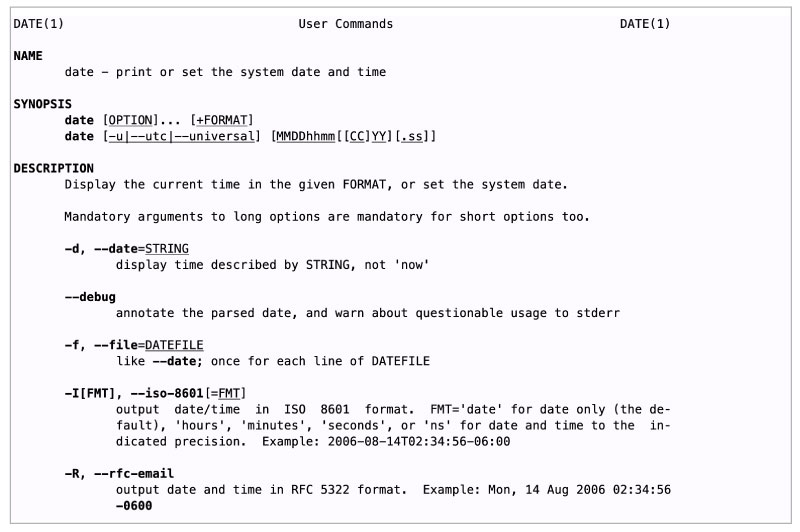 DATE(1) User Commands DATE(1)
NAME
date - print or set the system date and time
SYNOPSIS
date [OPTION]... [+FORMAT]
date [-u|--utc|--universal] [MMDDhhmm[[CC]YY][.ss]]
DESCRIPTION
Display the current time in the given FORMAT, or set the system date.
Mandatory arguments to long options are mandatory for short options too.
-d, --date=STRING
display time described by STRING, not 'now'
--debug
annotate the parsed date, and warn about questionable usage to stderr
-f, --file=DATEFILE
like --date; once for each line of DATEFILE
-I[FMT], --iso-8601[=FMT]
output date/time in ISO 8601 format. FMT='date' for date only (the de-
fault), 'hours', 'minutes', 'seconds', or 'ns' for date and time to the in-
dicated precision. Example: 2006-08-14T02:34:56-06:00
-R, --rfc-email
output date and time in RFC 5322 format. Example: Mon, 14 Aug 2006 02:34:56
-0600